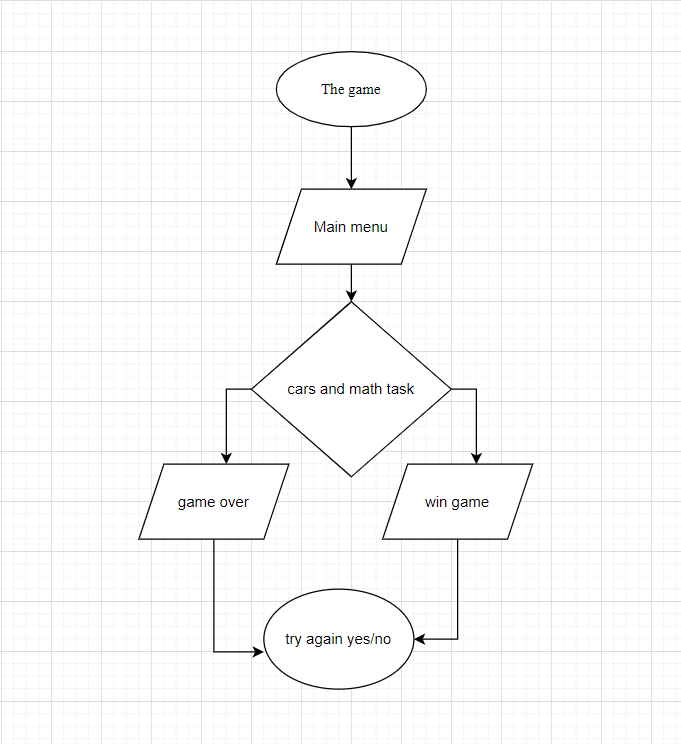 The game
Main menu
cars and math task
game over
win game
try again yes/no